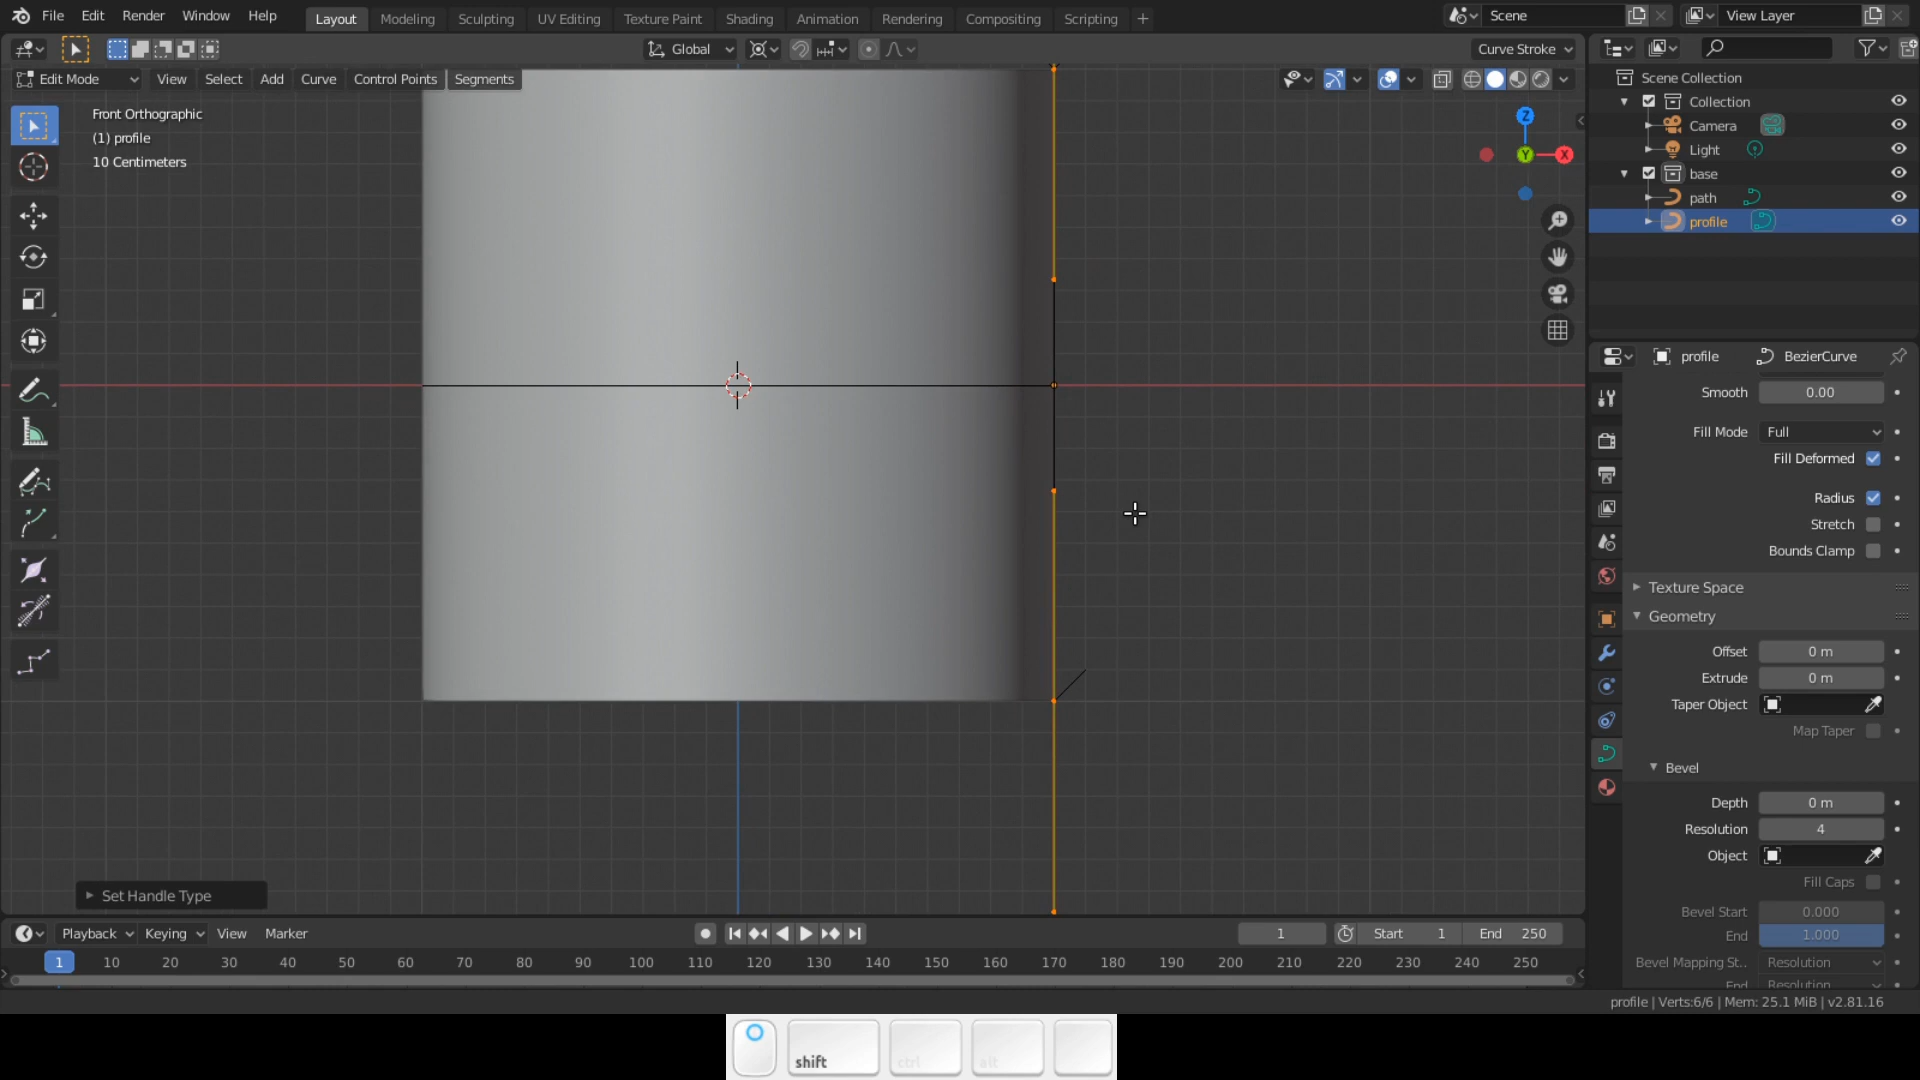 File Edit Render Window Help Layout Modeling Sculpting UV Editing Texture Paint Shading Animation Rendering Compositing Scripting + Scene View Layer
Global Curve Stroke
Edit Mode View Select Add Curve Control Points Segments
Front Orthographic
(1) profile
10 Centimeters
Z
Y
X
Scene Collection
Collection
Camera
Light
base
path
profile
profile BezierCurve
Smooth 0.00
Fill Mode Full
Fill Deformed
Radius
Stretch
Bounds Clamp
Texture Space
Geometry
Offset 0 m
Extrude 0 m
Taper Object
Map Taper
Bevel
Depth 0 m
Resolution 4
Object
Fill Caps
Bevel Start 0.000
End 1.000
Bevel Mapping St.. Resolution
End Resolution
Set Handle Type
Playback Keying View Marker 1 Start 1 End 250
1 10 20 30 40 50 60 70 80 90 100 110 120 130 140 150 160 170 180 190 200 210 220 230 240 250
profile | Verts:6/6 | Mem: 25.1 MiB | v2.81.16
shift ctrl alt